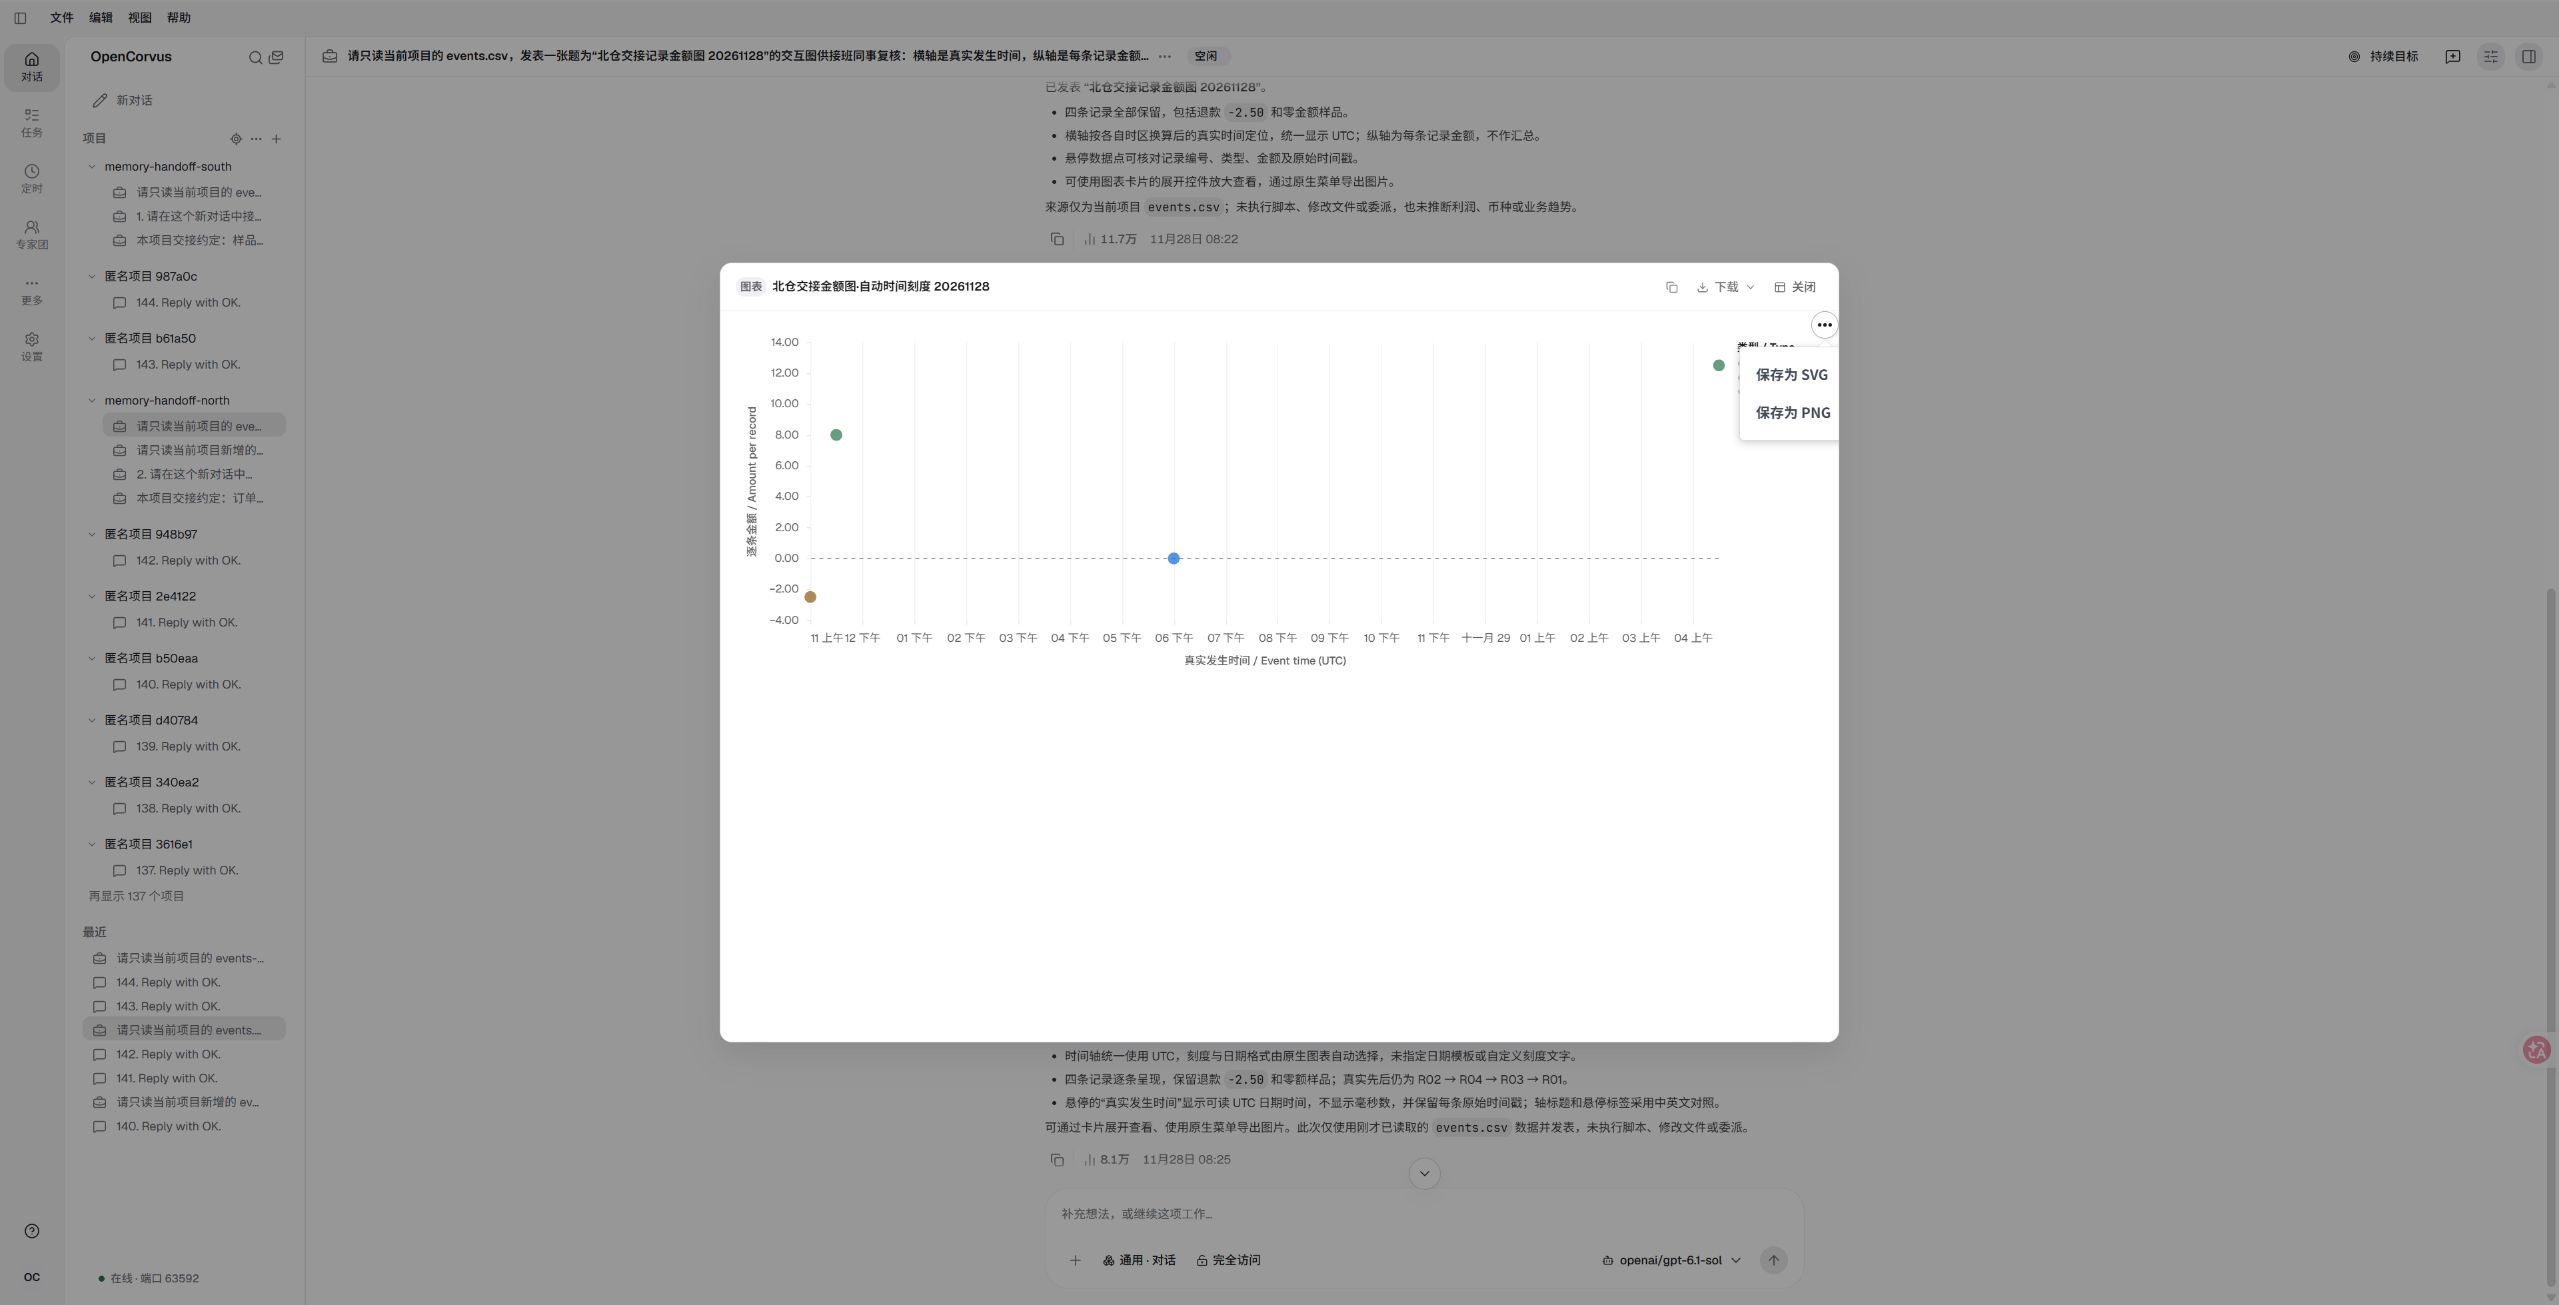 文件 编辑 视图 帮助
对话
任务
定时
专家团
更多
设置
OC
OpenCorvus
新对话
项目
memory-handoff-south
请只读当前项目的 eve...
1. 请在这个新对话中接...
本项目交接约定：样品...
匿名项目 987a0c
144. Reply with OK.
匿名项目 b61a50
143. Reply with OK.
memory-handoff-north
请只读当前项目的 eve...
请只读当前项目新增的...
2. 请在这个新对话中...
本项目交接约定：订单...
匿名项目 948b97
142. Reply with OK.
匿名项目 2e4122
141. Reply with OK.
匿名项目 b50eaa
140. Reply with OK.
匿名项目 d40784
139. Reply with OK.
匿名项目 340ea2
138. Reply with OK.
匿名项目 3616e1
137. Reply with OK.
再显示 137 个项目
最近
请只读当前项目的 events-...
144. Reply with OK.
143. Reply with OK.
请只读当前项目的 events....
142. Reply with OK.
141. Reply with OK.
请只读当前项目新增的 ev...
140. Reply with OK.
在线 · 端口 63592
请只读当前项目的 events.csv，发表一张题为“北仓交接记录金额图 20261128”的交互图供接班同事复核：横轴是真实发生时间，纵轴是每条记录金额... ··· 空闲
持续目标
已发表 “北仓交接记录金额图 20261128”。
• 四条记录全部保留，包括退款 -2.50 和零金额样品。
• 横轴按各自时区换算后的真实时间定位，统一显示 UTC；纵轴为每条记录金额，不作汇总。
• 悬停数据点可核对记录编号、类型、金额及原始时间戳。
• 可使用图表卡片的展开控件放大查看，通过原生菜单导出图片。
来源仅为当前项目 events.csv；未执行脚本、修改文件或委派，也未推断利润、币种或业务趋势。
11.7万 11月28日 08:22
图表 北仓交接金额图·自动时间刻度 20261128
下载 关闭
类型 / Type
保存为 SVG
保存为 PNG
逐条金额 / Amount per record
14.00
12.00
10.00
8.00
6.00
4.00
2.00
0.00
−2.00
−4.00
11 上午 12 下午 01 下午 02 下午 03 下午 04 下午 05 下午 06 下午 07 下午 08 下午 09 下午 10 下午 11 下午 十一月 29 01 上午 02 上午 03 上午 04 上午
真实发生时间 / Event time (UTC)
• 时间轴统一使用 UTC，刻度与日期格式由原生图表自动选择，未指定日期模板或自定义刻度文字。
• 四条记录逐条呈现，保留退款 -2.50 和零额样品；真实先后仍为 R02 → R04 → R03 → R01。
• 悬停的“真实发生时间”显示可读 UTC 日期时间，不显示毫秒数，并保留每条原始时间戳；轴标题和悬停标签采用中英文对照。
可通过卡片展开查看、使用原生菜单导出图片。此次仅使用刚才已读取的 events.csv 数据并发表，未执行脚本、修改文件或委派。
8.1万 11月28日 08:25
补充想法，或继续这项工作...
通用 · 对话 完全访问
openai/gpt-6.1-sol